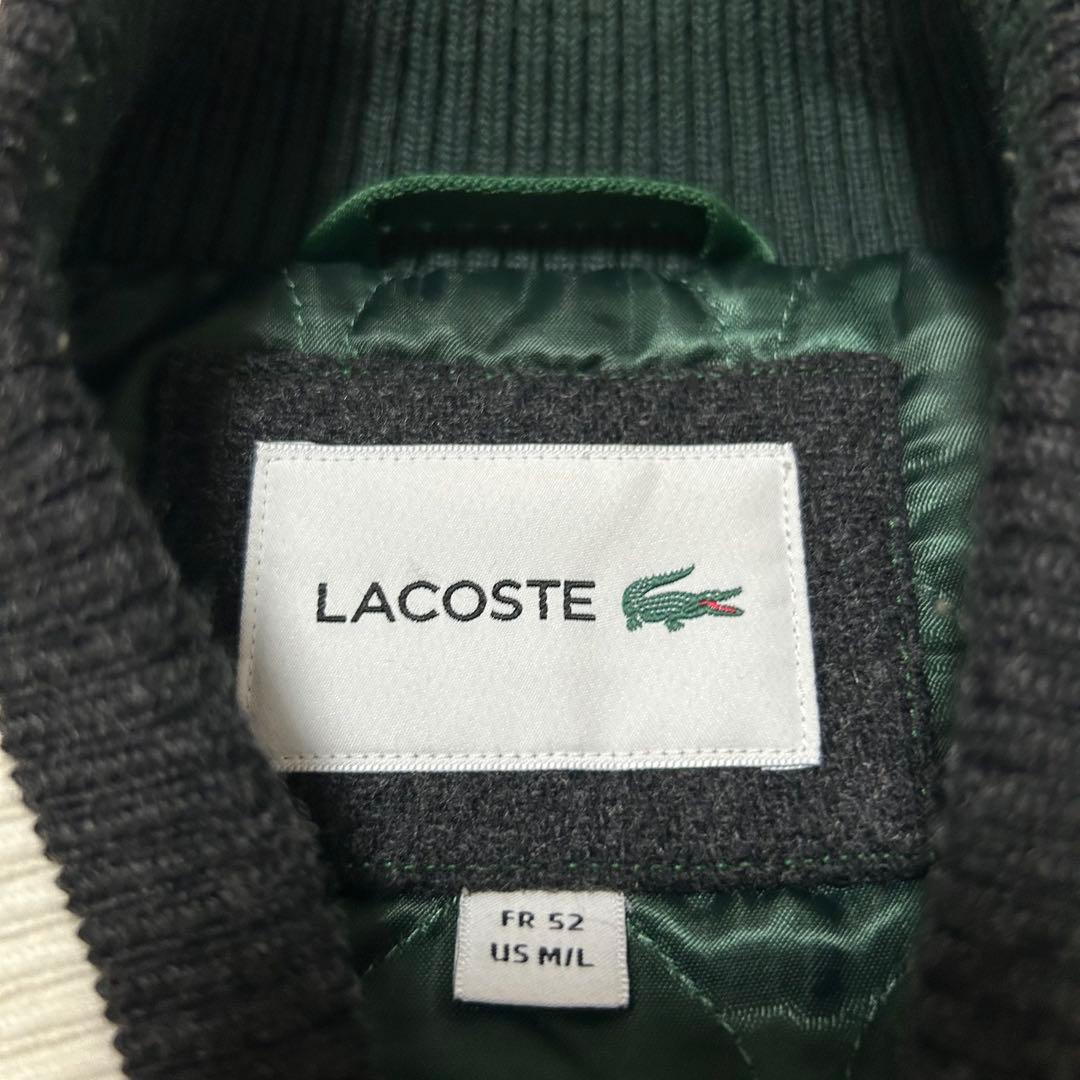 LACOSTE
FR 52
US M/L